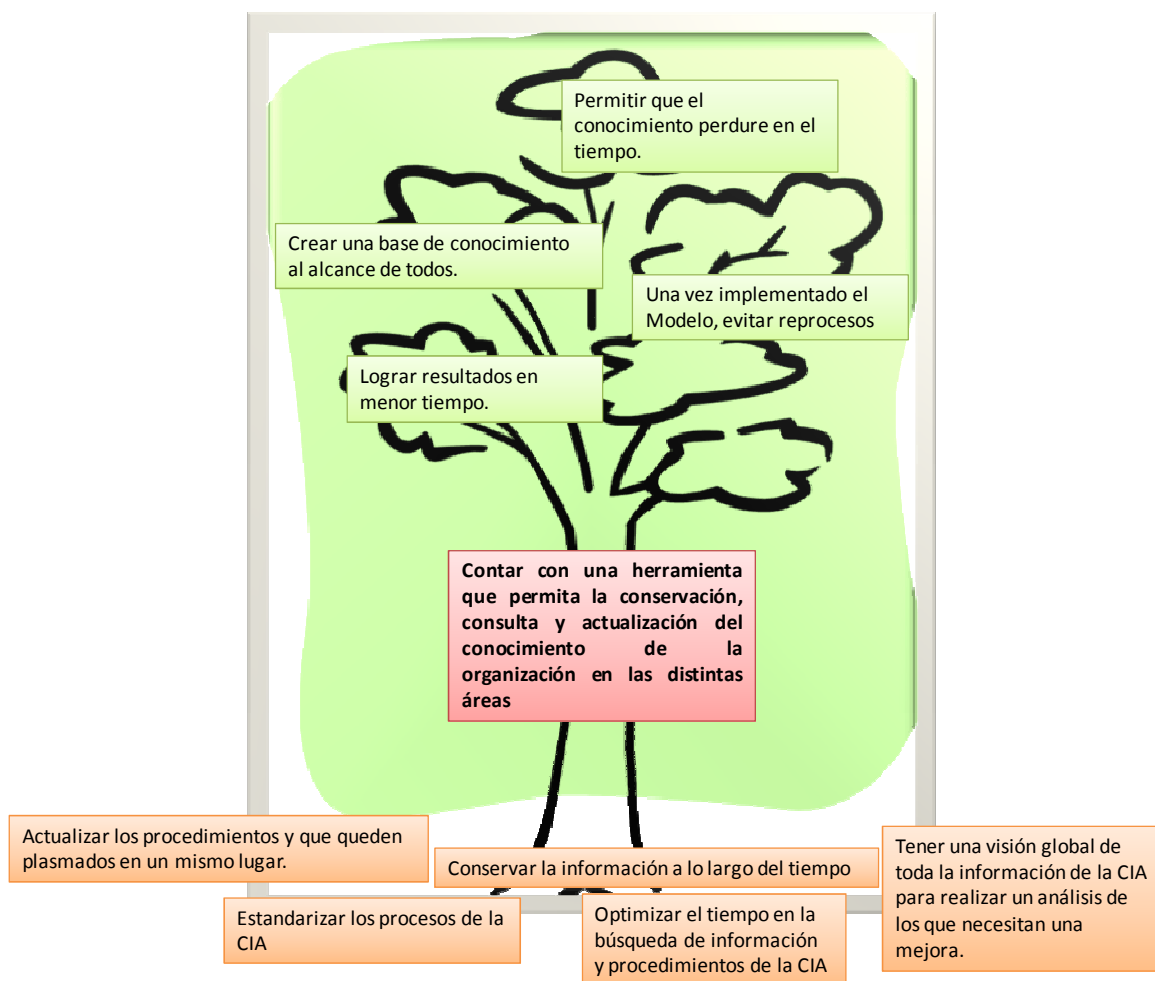 Permitir que el
conocimiento perdure en el
tiempo.
Crear una base de conocimiento
al alcance de todos.
Una vez implementado el
Modelo, evitar reprocesos
Lograr resultados en
menor tiempo.
Contar con una herramienta
que permita la conservación,
consulta y actualización del
conocimiento de la
organización en las distintas
áreas
Actualizar los procedimientos y que queden
plasmados en un mismo lugar.
Conservar la información a lo largo del tiempo
Tener una visión global de
toda la información de la CIA
para realizar un análisis de
los que necesitan una
mejora.
Estandarizar los procesos de la
CIA
Optimizar el tiempo en la
búsqueda de información
y procedimientos de la CIA